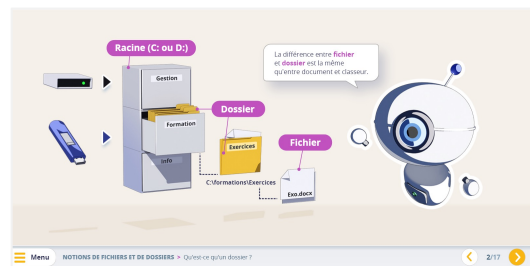 Racine (C: ou D:)
La différence entre fichier
et dossier est la même
qu'entre document et classeur.
Gestion
Dossier
Formation
Exercices
Fichier
Info
C:\formations\Exercices
Exo.docx
Menu
NOTIONS DE FICHIERS ET DE DOSSIERS > Qu'est-ce qu'un dossier ?
2/17